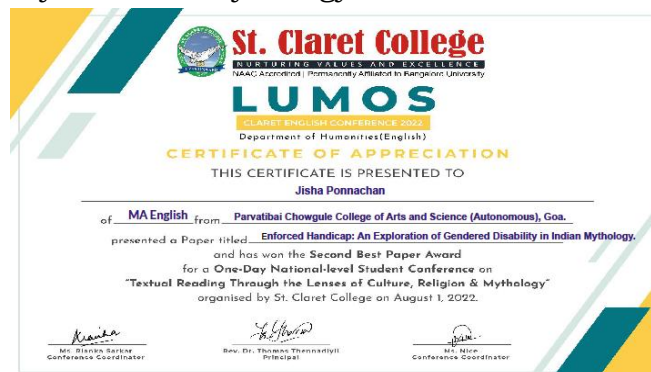 St. Claret College
NURTURING VALUES AND EXCELLENCE
NAAC Accredited | Permanently Affiliated to Bangalore University
LUMOS
CLARET ENGLISH CONFERENCE 2022
Department of Humanities(English)
CERTIFICATE OF APPRECIATION
THIS CERTIFICATE IS PRESENTED TO
Jisha Ponnachan
of MA English from Parvatibai Chowgule College of Arts and Science (Autonomous), Goa.
presented a Paper titled Enforced Handicap: An Exploration of Gendered Disability in Indian Mythology.
and has won the Second Best Paper Award
for a One-Day National-level Student Conference on
"Textual Reading Through the Lenses of Culture, Religion & Mythology"
organised by St. Claret College on August 1, 2022.
Ms. Rianka Sarkar Rev. Dr. Thomas Thennadiyil Ms. Nice
Conference Coordinator Principal Conference Coordinator